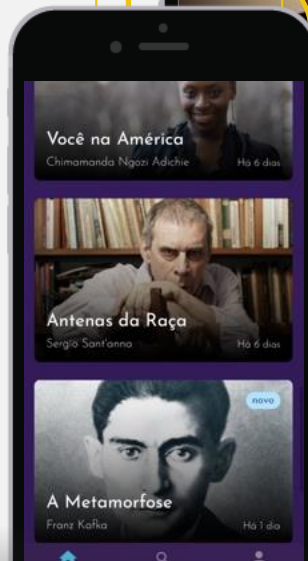 Você na América
Chimamanda Ngozi Adichie Há 6 dias
Antenas da Raça
Sergio Sant'anna Há 6 dias
novo
A Metamorfose
Franz Kafka Há 1 dia